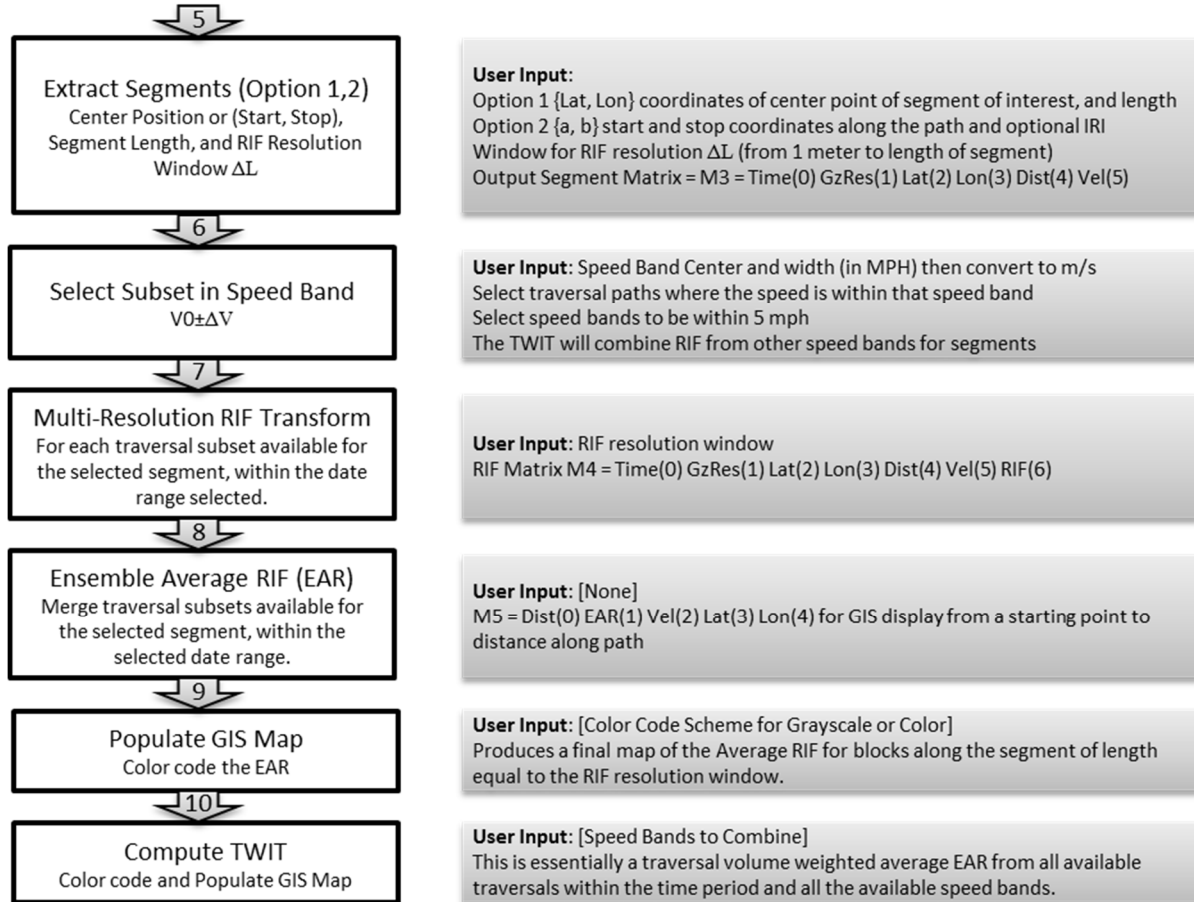 5
Extract Segments (Option 1,2)
Center Position or (Start, Stop),
Segment Length, and RIF Resolution
Window ΔL
User Input:
Option 1 {Lat, Lon} coordinates of center point of segment of interest, and length
Option 2 {a, b} start and stop coordinates along the path and optional IRI
Window for RIF resolution ΔL (from 1 meter to length of segment)
Output Segment Matrix = M3 = Time(0) GzRes(1) Lat(2) Lon(3) Dist(4) Vel(5)
6
Select Subset in Speed Band
V0±ΔV
User Input: Speed Band Center and width (in MPH) then convert to m/s
Select traversal paths where the speed is within that speed band
Select speed bands to be within 5 mph
The TWIT will combine RIF from other speed bands for segments
7
Multi-Resolution RIF Transform
For each traversal subset available for
the selected segment, within the date
range selected.
User Input: RIF resolution window
RIF Matrix M4 = Time(0) GzRes(1) Lat(2) Lon(3) Dist(4) Vel(5) RIF(6)
8
Ensemble Average RIF (EAR)
Merge traversal subsets available for
the selected segment, within the
selected date range.
User Input: [None]
M5 = Dist(0) EAR(1) Vel(2) Lat(3) Lon(4) for GIS display from a starting point to
distance along path
9
Populate GIS Map
Color code the EAR
User Input: [Color Code Scheme for Grayscale or Color]
Produces a final map of the Average RIF for blocks along the segment of length
equal to the RIF resolution window.
10
Compute TWIT
Color code and Populate GIS Map
User Input: [Speed Bands to Combine]
This is essentially a traversal volume weighted average EAR from all available
traversals within the time period and all the available speed bands.